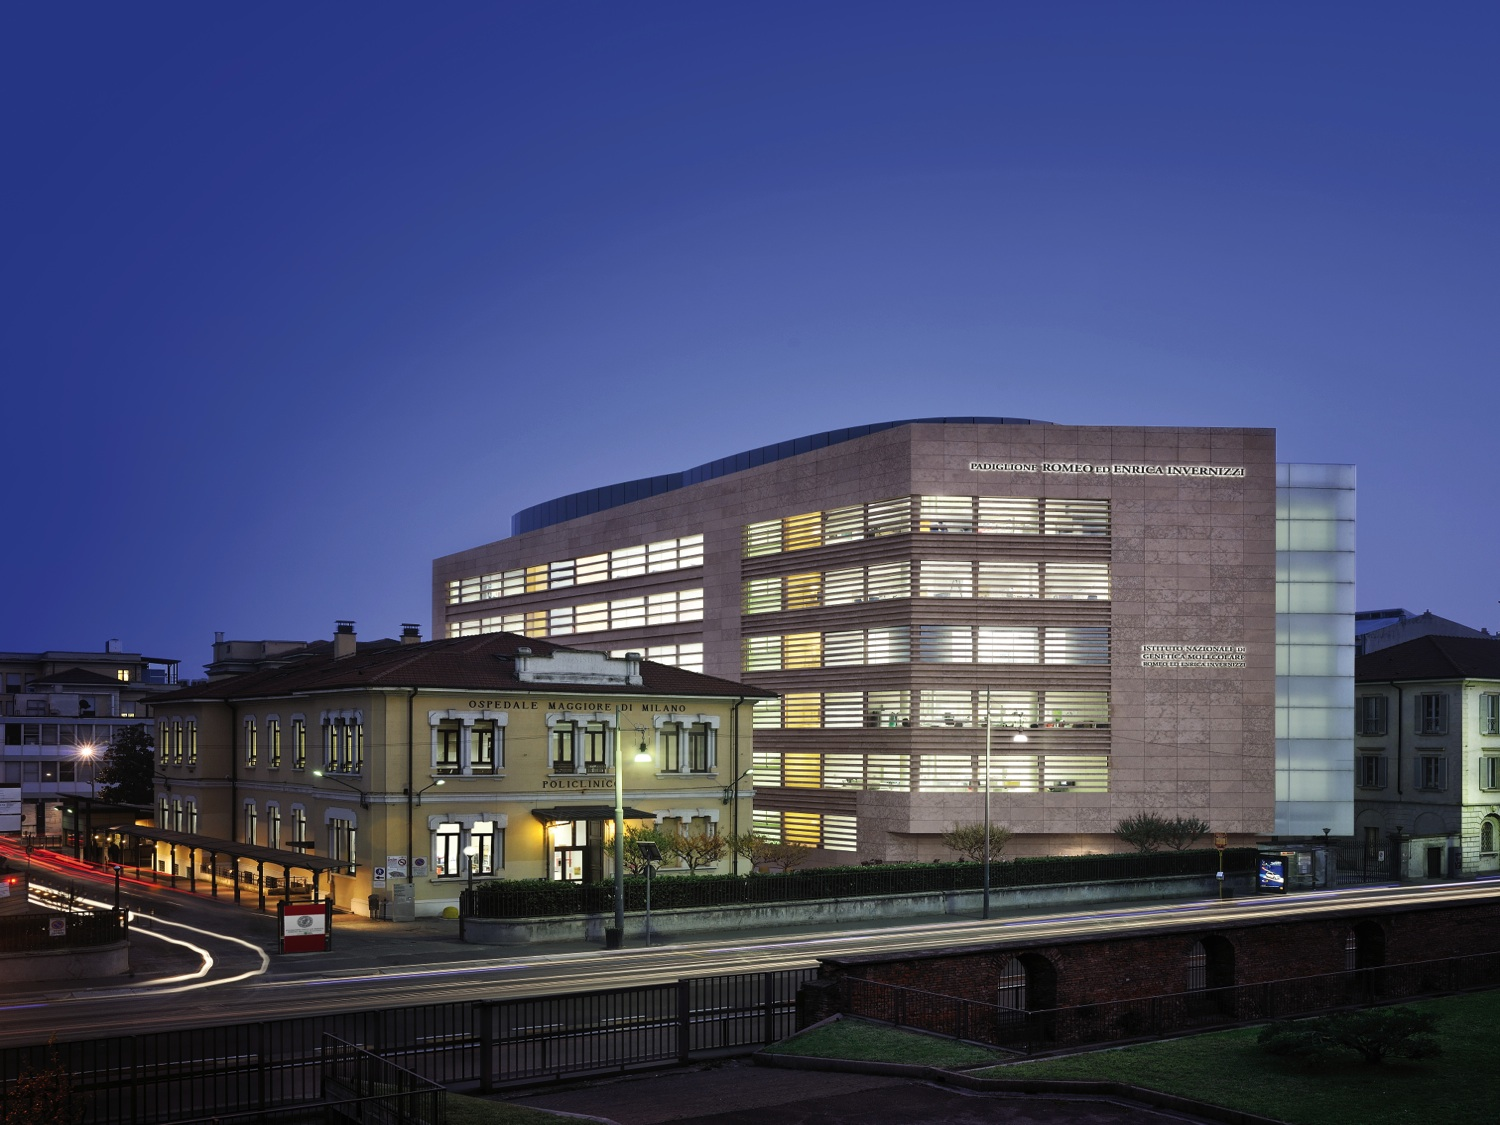 PADIGLIONE ROMEO ED ENRICA INVERNIZZI
ISTITUTO NAZIONALE DI
GENETICA MOLECOLARE
ROMEO ED ENRICA INVERNIZZI
OSPEDALE MAGGIORE DI MILANO
POLICLINICO